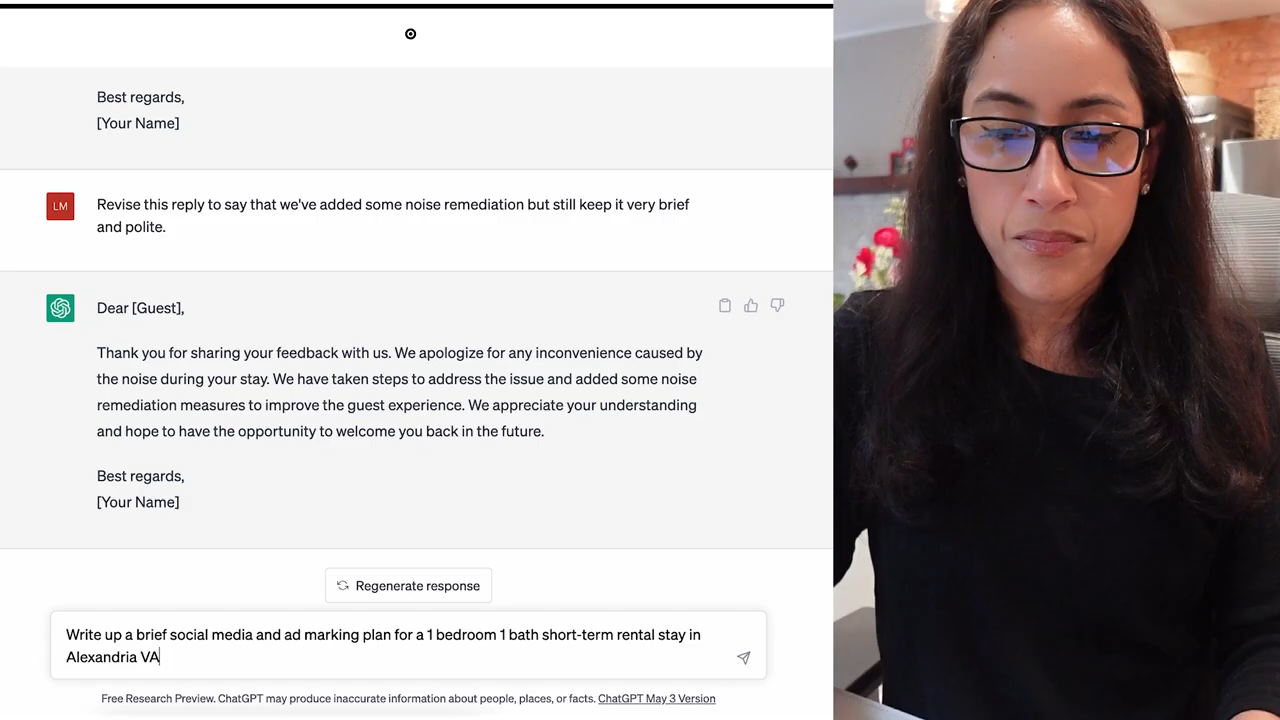 Best regards,
[Your Name]
LM
Revise this reply to say that we've added some noise remediation but still keep it very brief
and polite.
Dear [Guest],
Thank you for sharing your feedback with us. We apologize for any inconvenience caused by
the noise during your stay. We have taken steps to address the issue and added some noise
remediation measures to improve the guest experience. We appreciate your understanding
and hope to have the opportunity to welcome you back in the future.
Best regards,
[Your Name]
Regenerate response
Write up a brief social media and ad marking plan for a 1 bedroom 1 bath short-term rental stay in
Alexandria VA
Free Research Preview. ChatGPT may produce inaccurate information about people, places, or facts. ChatGPT May 3 Version